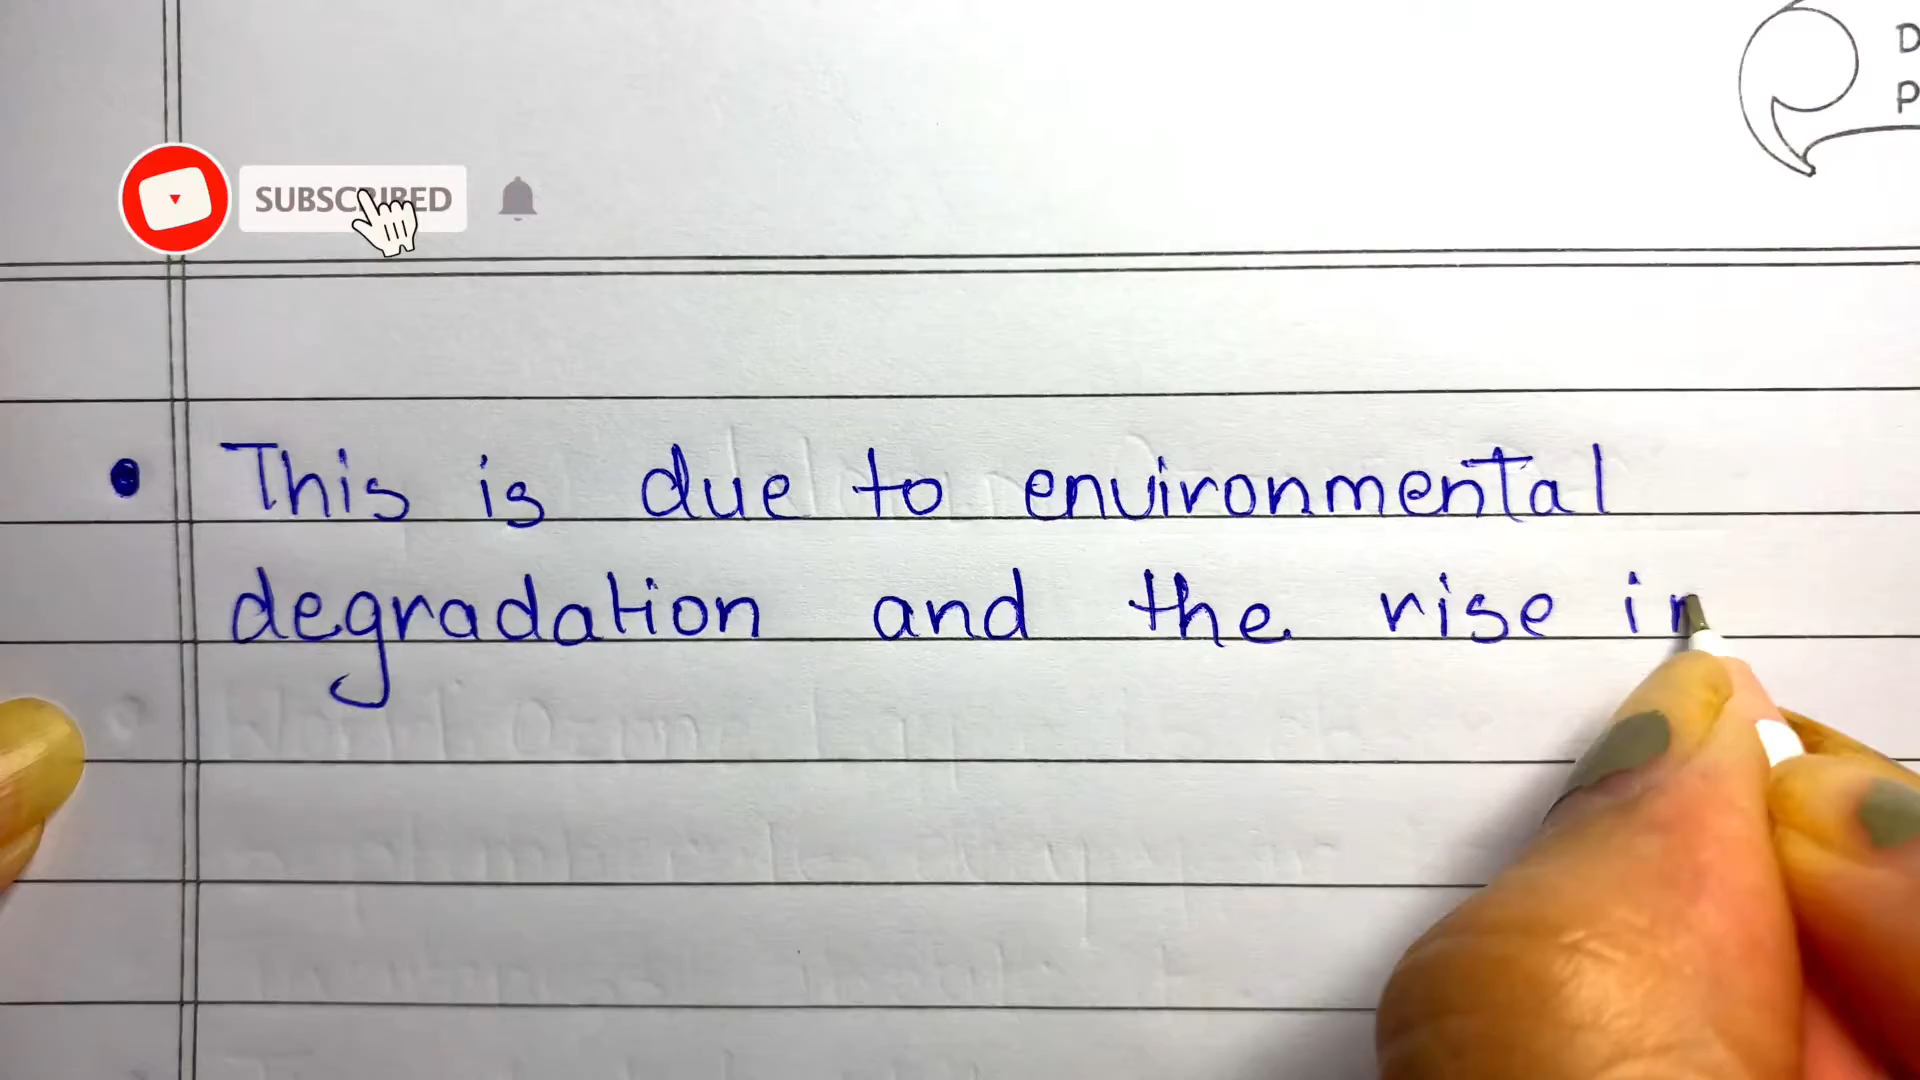 D
P
SUBSCRIBED
This is due to environmental
degradation and the rise in